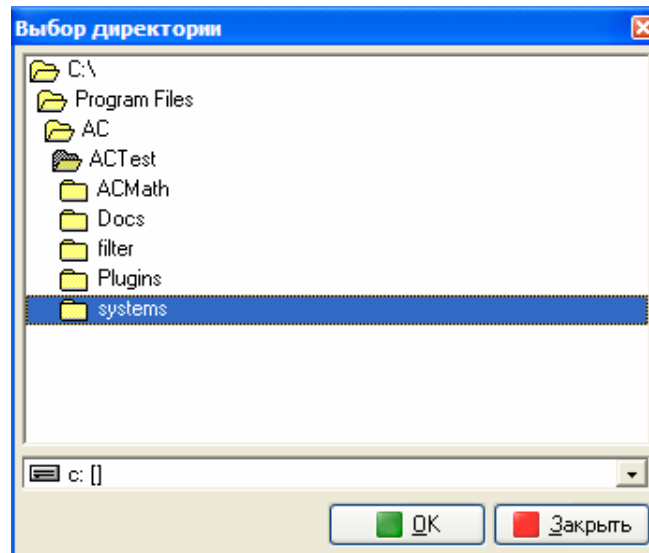 Выбор директории
C:\
Program Files
AC
ACTest
ACMath
Docs
filter
Plugins
systems
c: []
OK
Закрыть